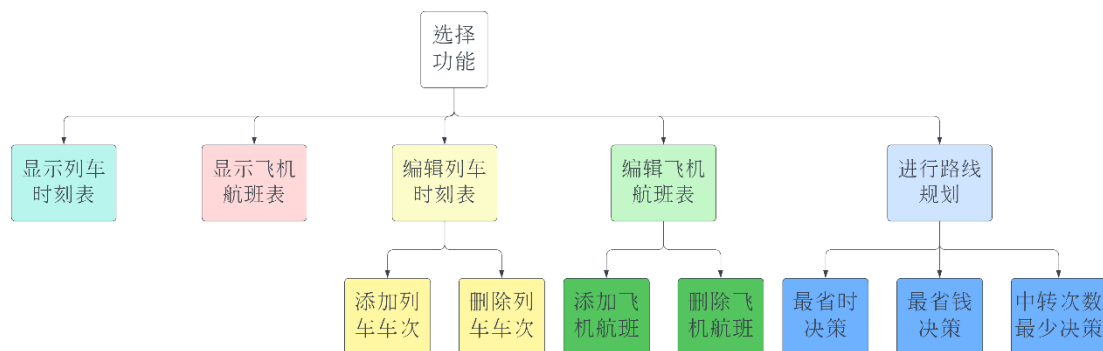 选择
功能
显示列车
时刻表
显示飞机
航班表
编辑列车
时刻表
编辑飞机
航班表
进行路线
规划
添加列
车车次
删除列
车车次
添加飞
机航班
删除飞
机航班
最省时
决策
最省钱
决策
中转次数
最少决策